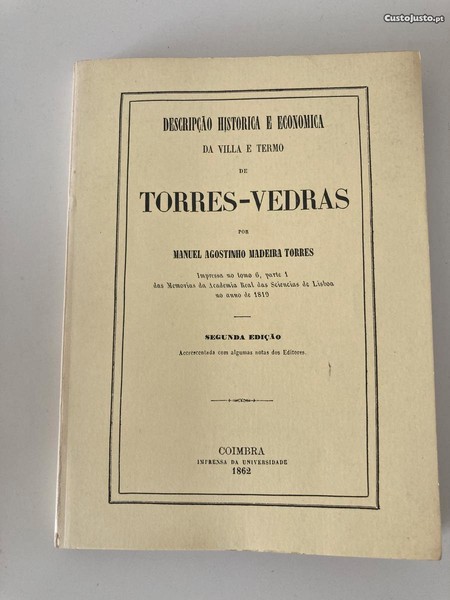 CustoJusto.pt
DESCRIPÇÃO HISTORICA E ECONOMICA
DA VILLA E TERMO
DE
TORRES-VEDRAS
POR
MANUEL AGOSTINHO MADEIRA TORRES
Impressa no tomo 6, parte 1
das Memorias da Academia Real das Sciencias de Lisboa
no anno de 1819
SEGUNDA EDIÇÃO
Accrescentada com algumas notas dos Editores.
COIMBRA
IMPRENSA DA UNIVERSIDADE
1862